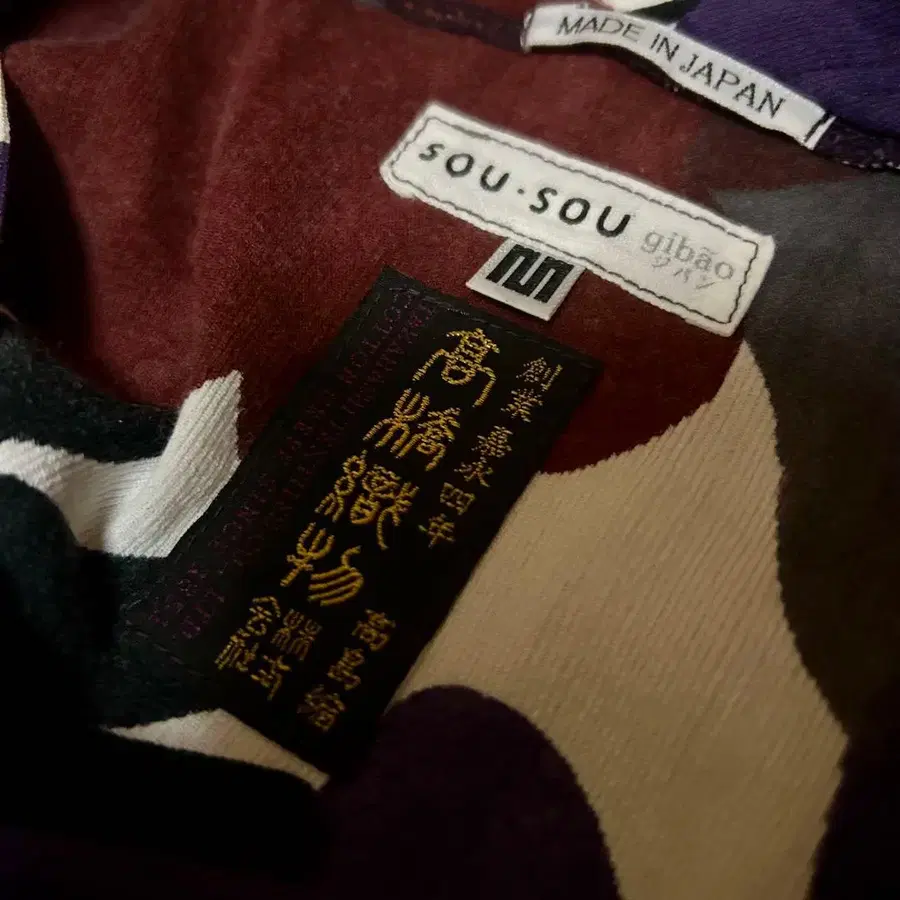 MADE IN JAPAN
SOU・SOU
gibão
ジバン
M
創業 嘉永四年
高橋織物
株式会社
高島縮